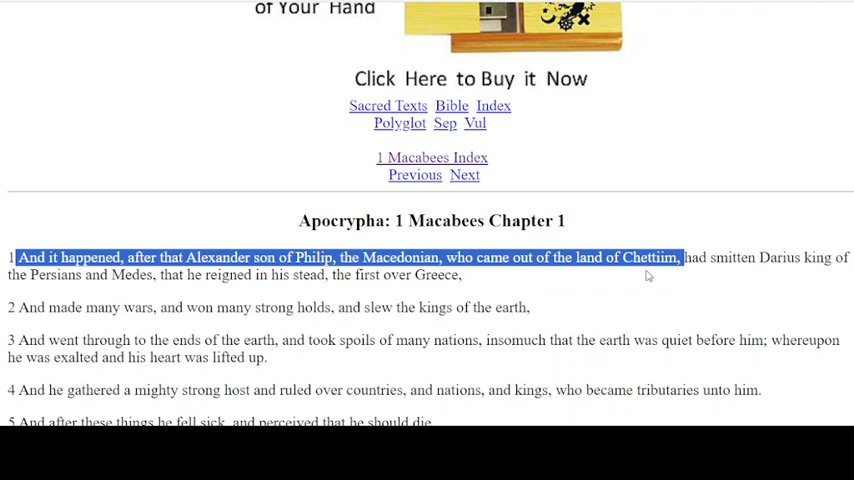 of Your Hand
Click Here to Buy it Now
Sacred Texts Bible Index
Polyglot Sep Vul
1 Macabees Index
Previous Next
Apocrypha: 1 Macabees Chapter 1
1 And it happened, after that Alexander son of Philip, the Macedonian, who came out of the land of Chettiim, had smitten Darius king of
the Persians and Medes, that he reigned in his stead, the first over Greece,
2 And made many wars, and won many strong holds, and slew the kings of the earth,
3 And went through to the ends of the earth, and took spoils of many nations, insomuch that the earth was quiet before him; whereupon
he was exalted and his heart was lifted up.
4 And he gathered a mighty strong host and ruled over countries, and nations, and kings, who became tributaries unto him.
5 And after these things he fell sick, and perceived that he should die.